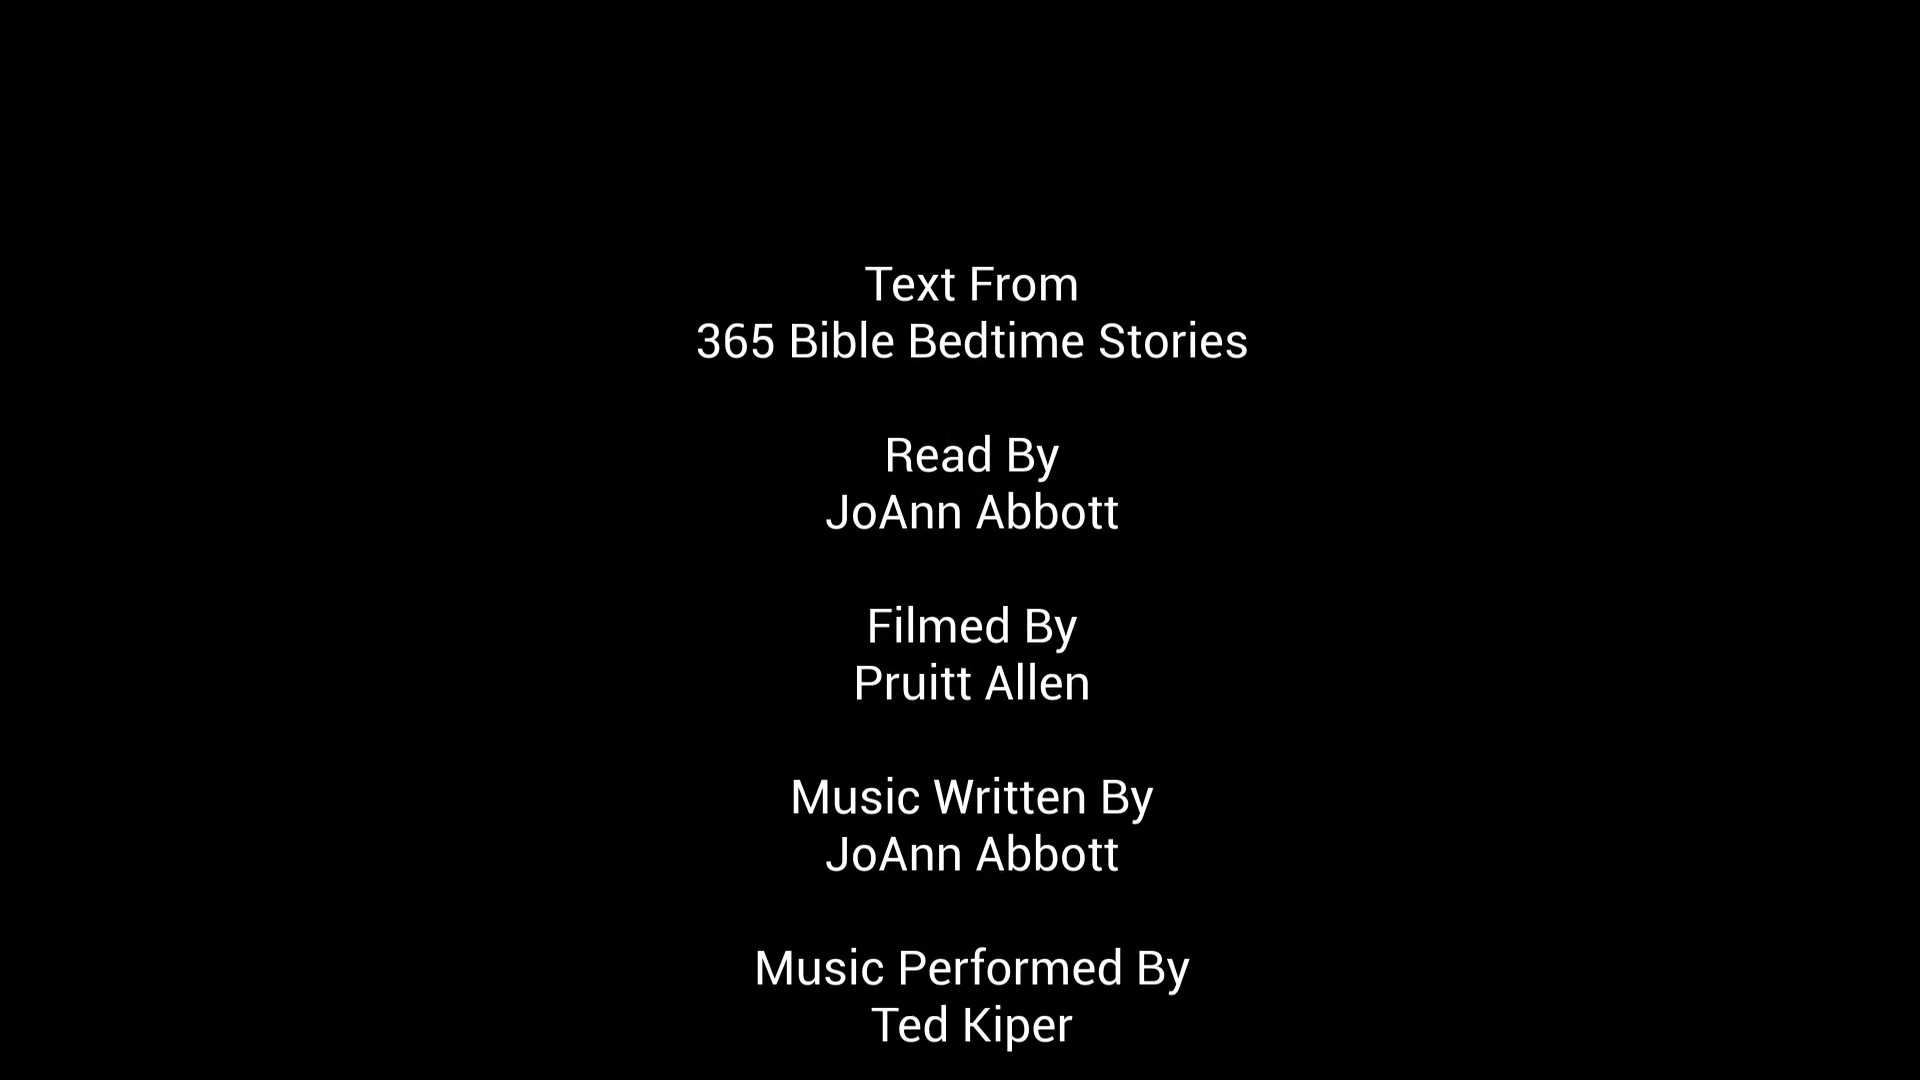 Text From
365 Bible Bedtime Stories
Read By
JoAnn Abbott
Filmed By
Pruitt Allen
Music Written By
JoAnn Abbott
Music Performed By
Ted Kiper